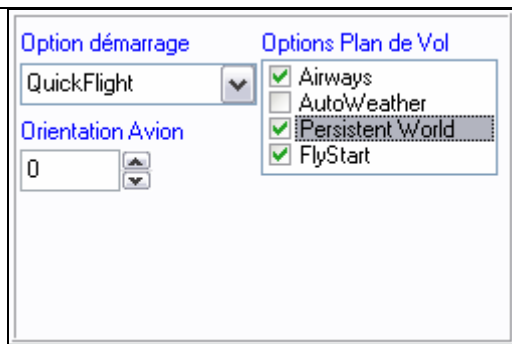 Option démarrage
QuickFlight
Orientation Avion
0
Options Plan de Vol
Airways
AutoWeather
Persistent World
FlyStart